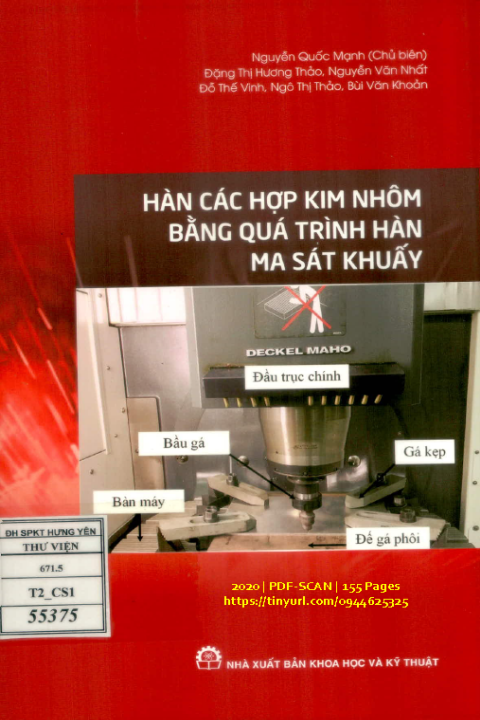 Nguyễn Quốc Mạnh (Chủ biên)
Đặng Thị Hương Thảo, Nguyễn Văn Nhất
Đỗ Thế Vinh, Ngô Thị Thảo, Bùi Văn Khoản
HÀN CÁC HỢP KIM NHÔM
BẰNG QUÁ TRÌNH HÀN
MA SÁT KHUẤY
DECKEL MAHO
Đầu trục chính
Bầu gá
Gá kẹp
Bàn máy
Đế gá phôi
ĐH SPKT HƯNG YÊN
THƯ VIỆN
671.5
T2_CS1
55375
2020 | PDF-SCAN | 155 Pages
https://tinyurl.com/0944625325
NHÀ XUẤT BẢN KHOA HỌC VÀ KỸ THUẬT